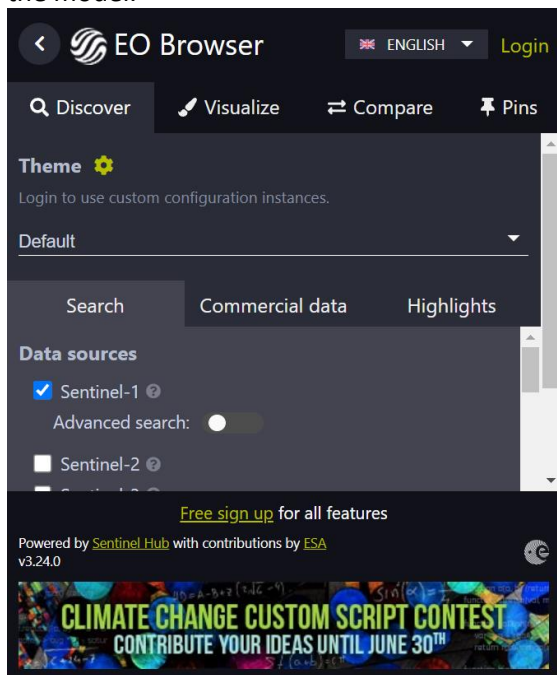 the model.
EO Browser
ENGLISH
Login
Discover
Visualize
Compare
Pins
Theme
Login to use custom configuration instances.
Default
Search
Commercial data
Highlights
Data sources
Sentinel-1
Advanced search:
Sentinel-2
Free sign up for all features
Powered by Sentinel Hub with contributions by ESA
v3.24.0
CLIMATE CHANGE CUSTOM SCRIPT CONTEST
CONTRIBUTE YOUR IDEAS UNTIL JUNE 30TH